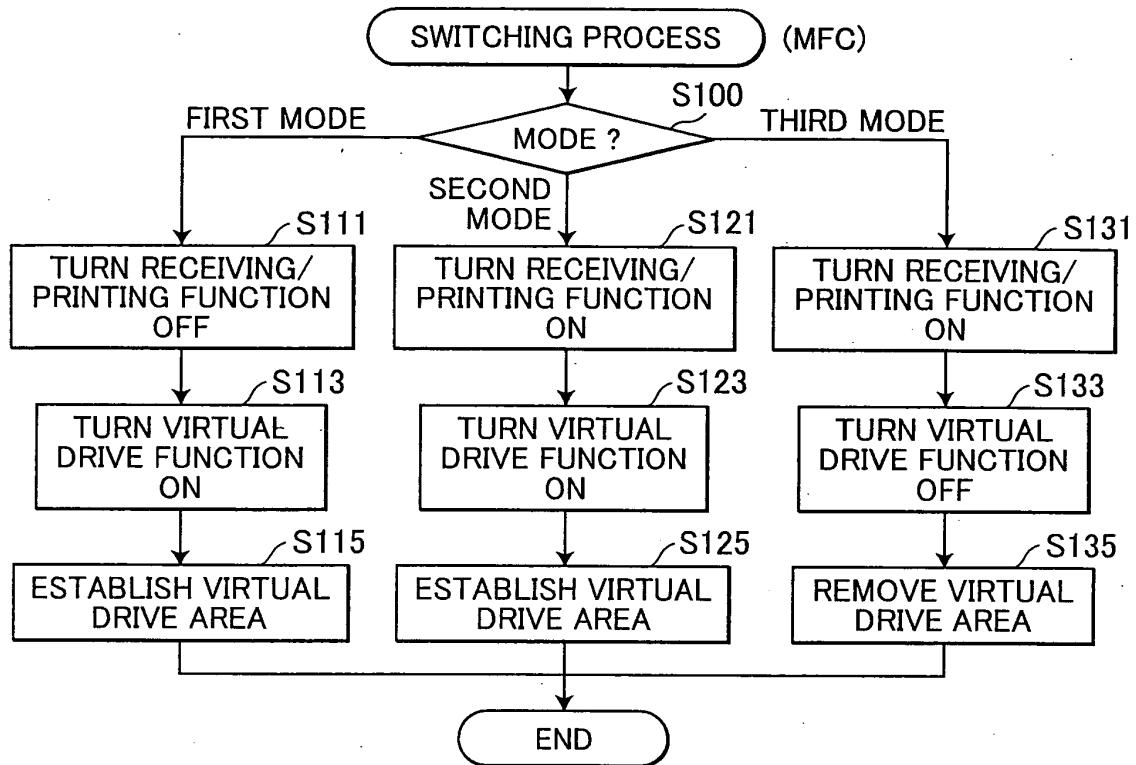 SWITCHING PROCESS (MFC)
S100
FIRST MODE
MODE ?
THIRD MODE
SECOND
MODE
S111
TURN RECEIVING/
PRINTING FUNCTION
OFF
S121
TURN RECEIVING/
PRINTING FUNCTION
ON
S131
TURN RECEIVING/
PRINTING FUNCTION
ON
S113
TURN VIRTUAL
DRIVE FUNCTION
ON
S123
TURN VIRTUAL
DRIVE FUNCTION
ON
S133
TURN VIRTUAL
DRIVE FUNCTION
OFF
S115
ESTABLISH VIRTUAL
DRIVE AREA
S125
ESTABLISH VIRTUAL
DRIVE AREA
S135
REMOVE VIRTUAL
DRIVE AREA
END